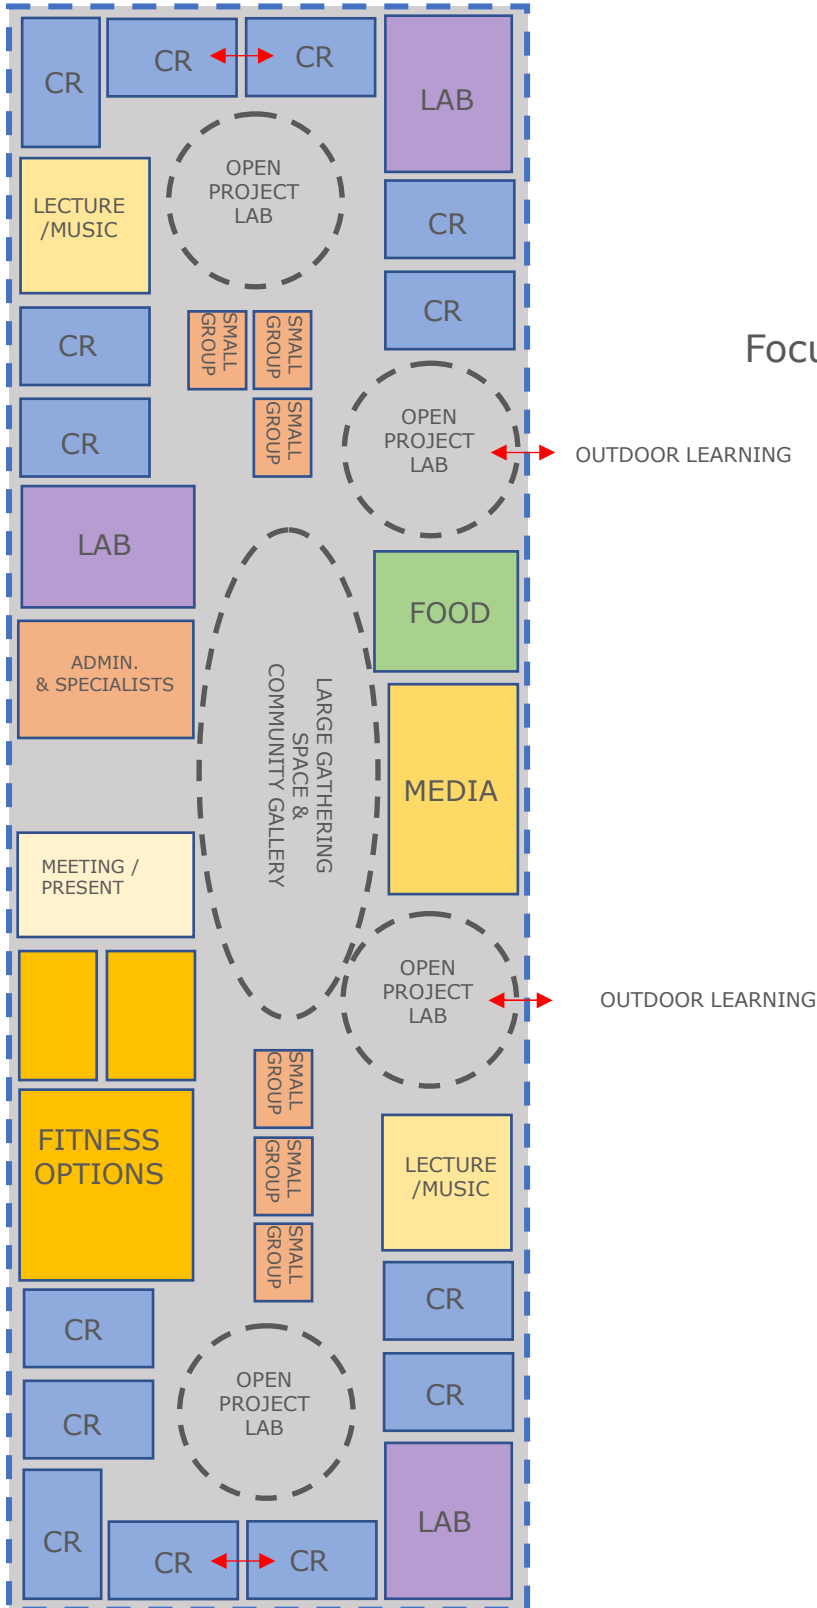 CR
CR
CR
LAB
OPEN
PROJECT
LAB
LECTURE
/MUSIC
CR
CR
CR
SMALL
GROUP
SMALL
GROUP
Focu
CR
SMALL
GROUP
OPEN
PROJECT
LAB
OUTDOOR LEARNING
LAB
FOOD
ADMIN.
& SPECIALISTS
LARGE GATHERING
SPACE &
COMMUNITY GALLERY
MEDIA
MEETING /
PRESENT
OPEN
PROJECT
LAB
OUTDOOR LEARNING
SMALL
GROUP
FITNESS
OPTIONS
SMALL
GROUP
LECTURE
/MUSIC
SMALL
GROUP
CR
CR
CR
CR
OPEN
PROJECT
LAB
CR
CR
CR
LAB